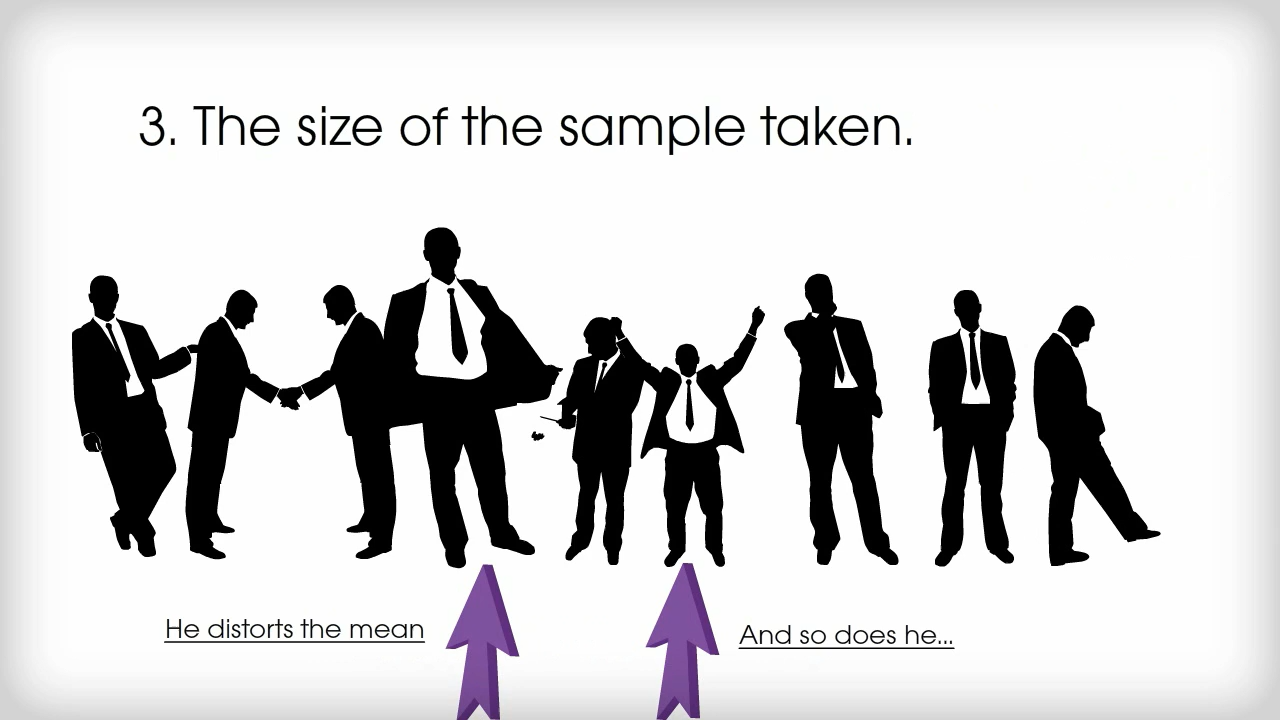 3. The size of the sample taken.
He distorts the mean
And so does he...